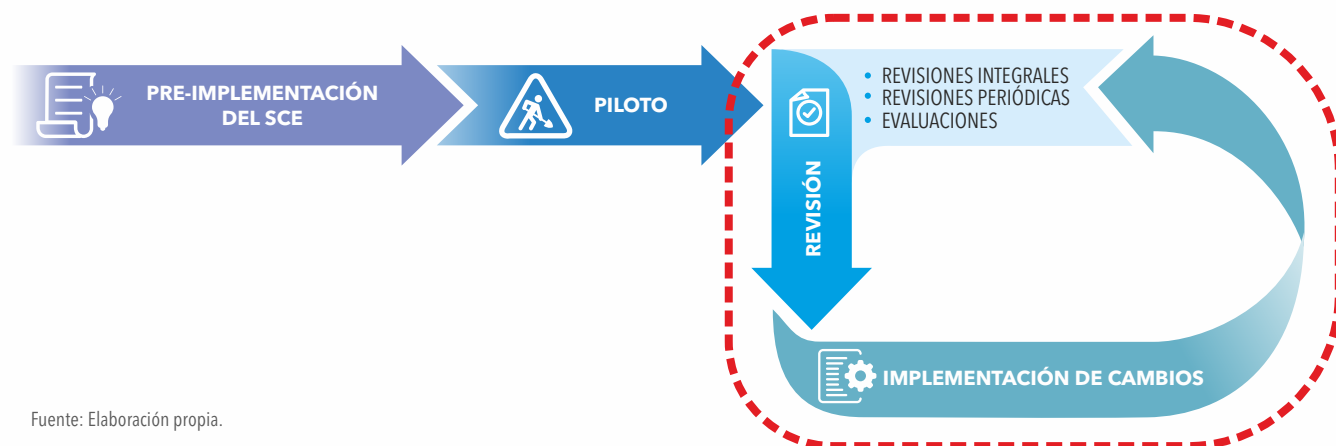 PRE-IMPLEMENTACIÓN
DEL SCE
PILOTO
• REVISIONES INTEGRALES
• REVISIONES PERIÓDICAS
• EVALUACIONES
REVISIÓN
IMPLEMENTACIÓN DE CAMBIOS
Fuente: Elaboración propia.